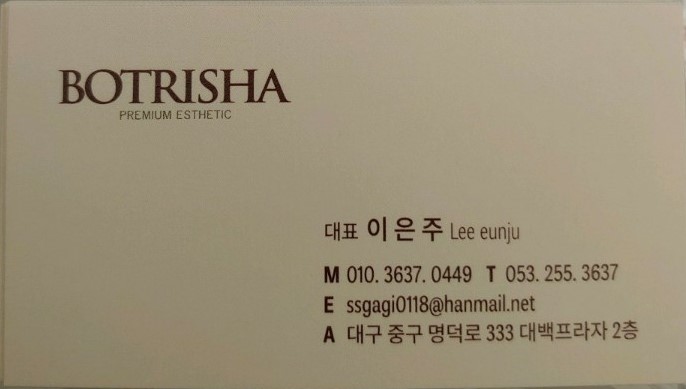 BOTRISHA
PREMIUM ESTHETIC
대표 이은주 Lee eunju
M 010. 3637. 0449 T 053. 255. 3637
E ssgagi0118@hanmail.net
A 대구 중구 명덕로 333 대백프라자 2층